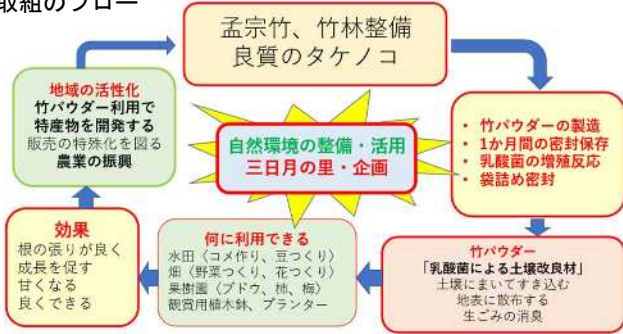 取組のフロー
孟宗竹、竹林整備
良質のタケノコ
地域の活性化
竹パウダー利用で
特産物を開発する
販売の特殊化を図る
農業の振興
自然環境の整備・活用
三日月の里・企画
• 竹パウダーの製造
• 1か月間の密封保存
• 乳酸菌の増殖反応
• 袋詰め密封
効果
根の張りが良く
成長を促す
甘くなる
良くできる
何に利用できる
水田（コメ作り、豆つくり）
畑（野菜つくり、花つくり）
果樹園（ブドウ、柿、梅）
観賞用植木鉢、プランター
竹パウダー
「乳酸菌による土壌改良材」
土壌にまいてすき込む
地表に散布する
生ごみの消臭